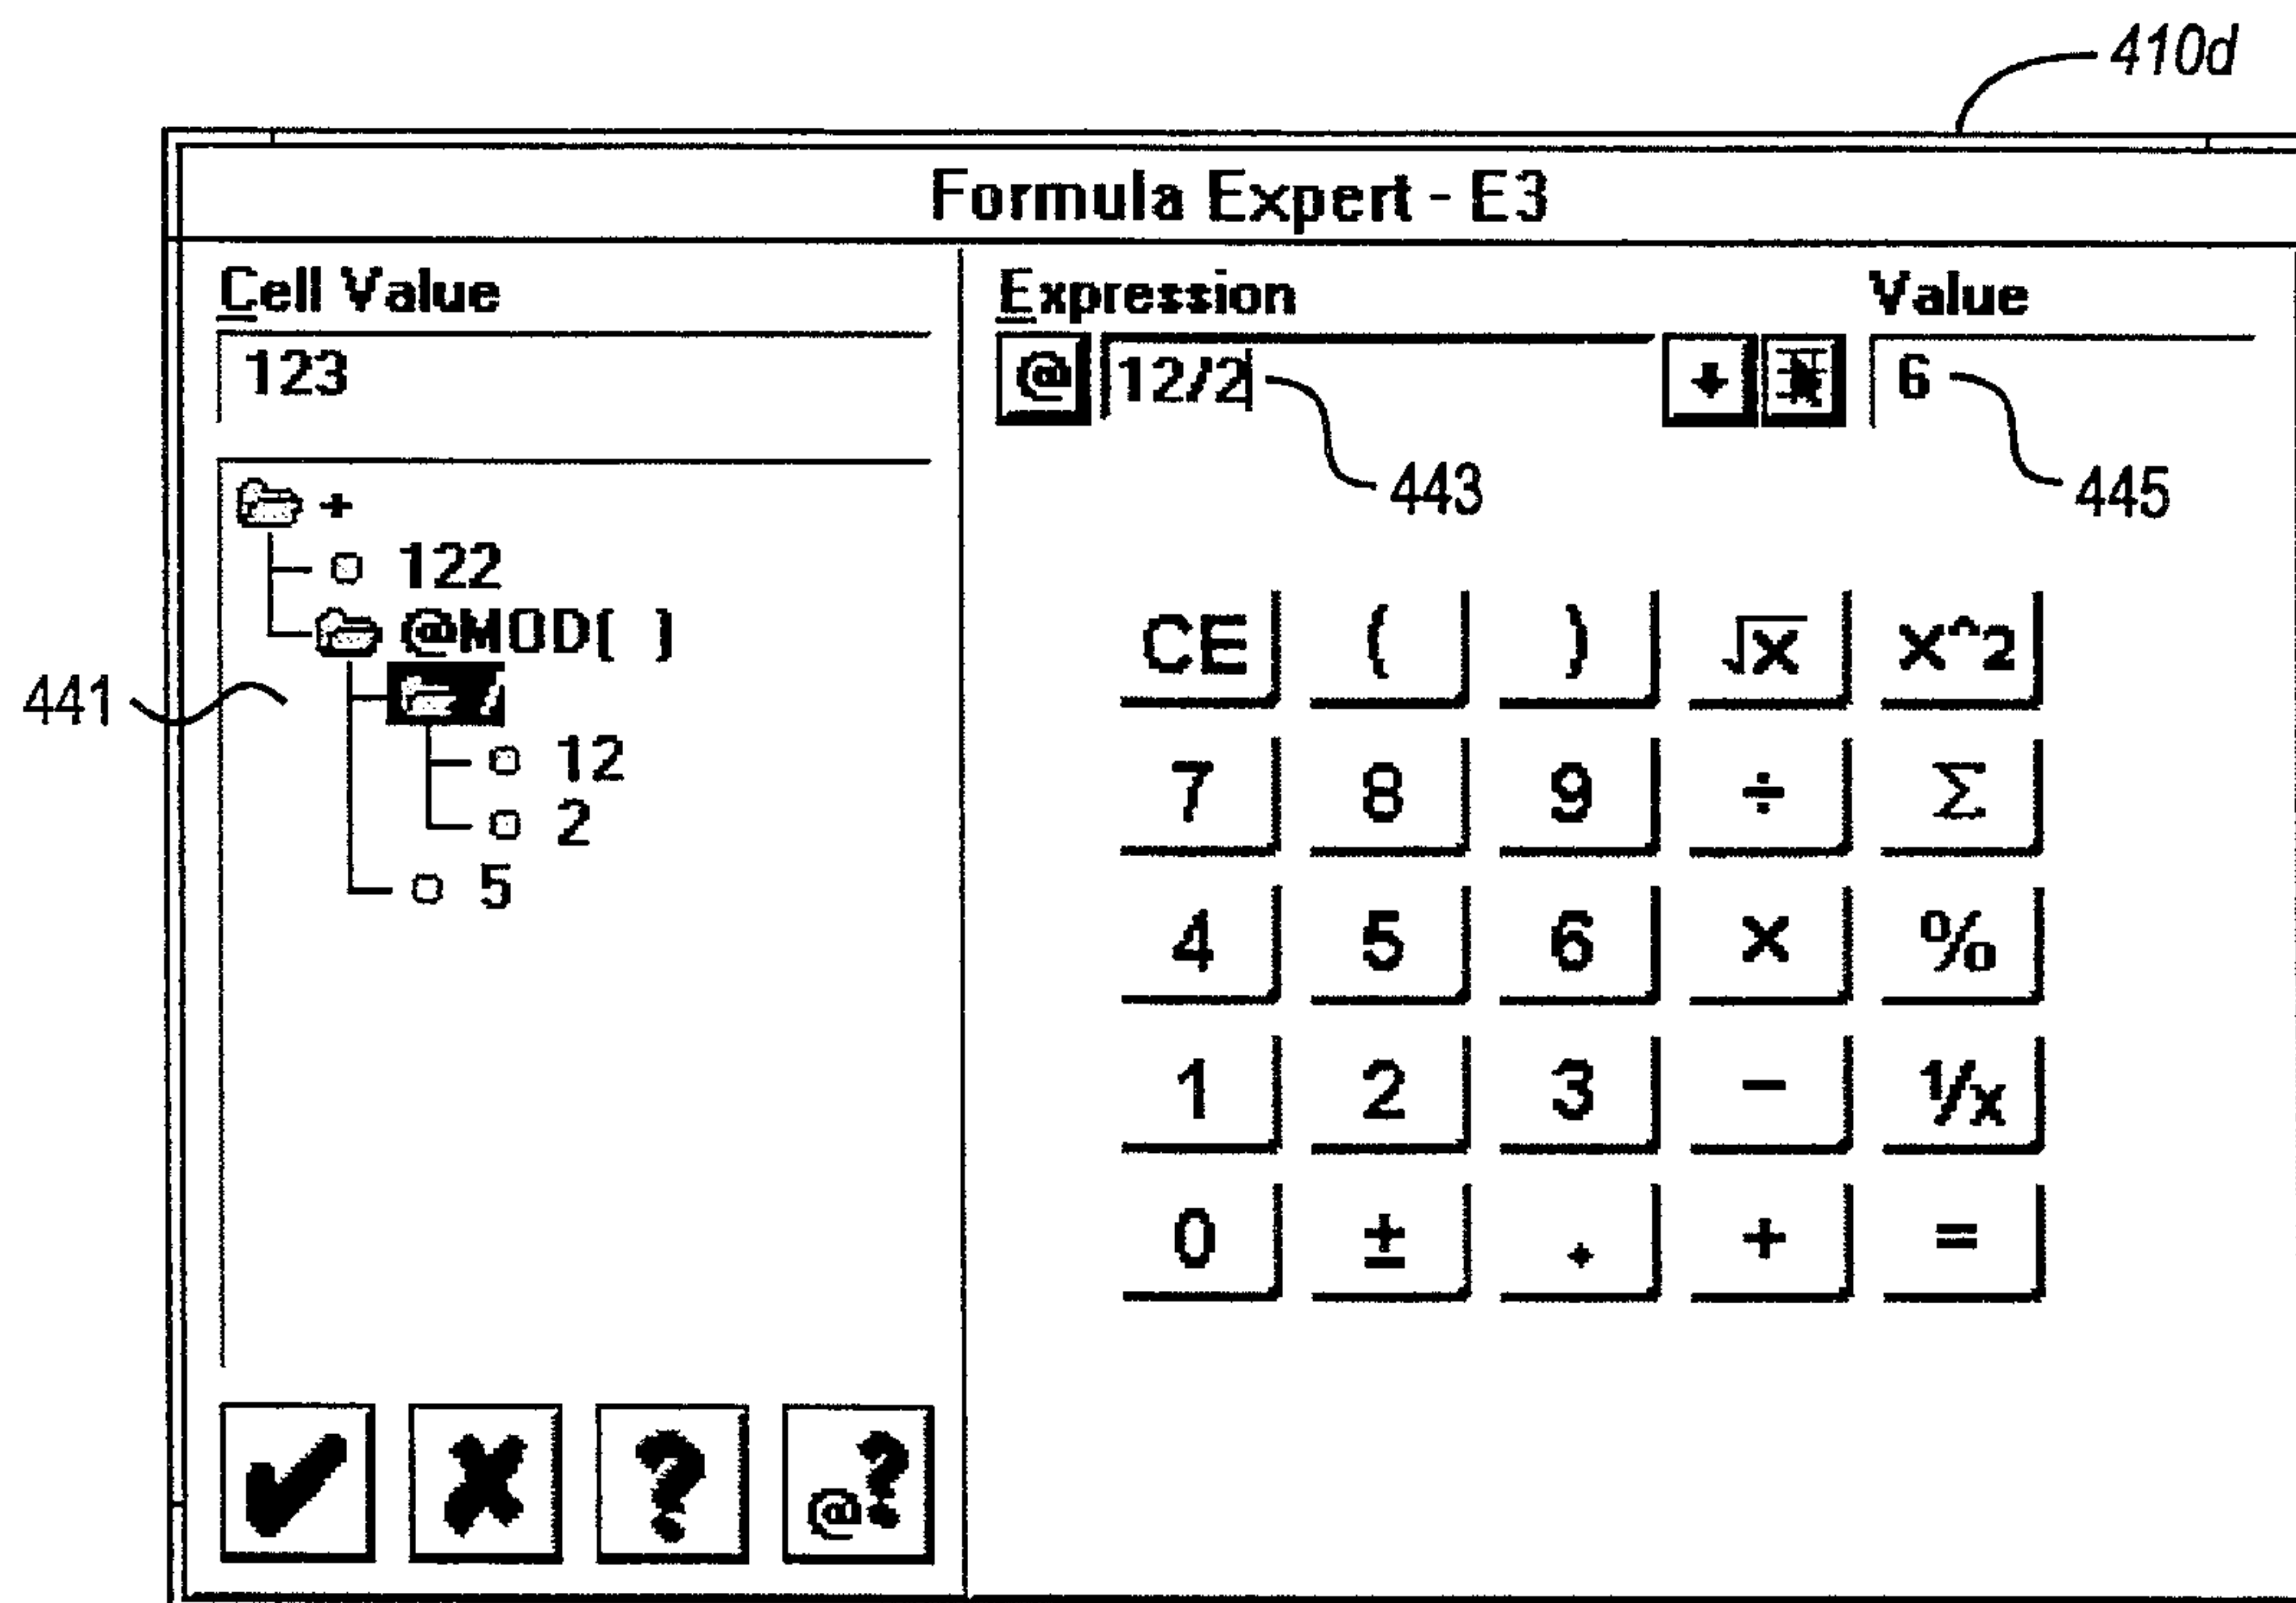 410d
Formula Expert - E3
Cell Value
123
Expression
@ 12/2
Value
6
443
445
+
122
@MOD( )
/
12
2
5
441
CE ( ) √x x^2
7 8 9 ÷ Σ
4 5 6 × %
1 2 3 − 1/x
0 ± . + =
? @?